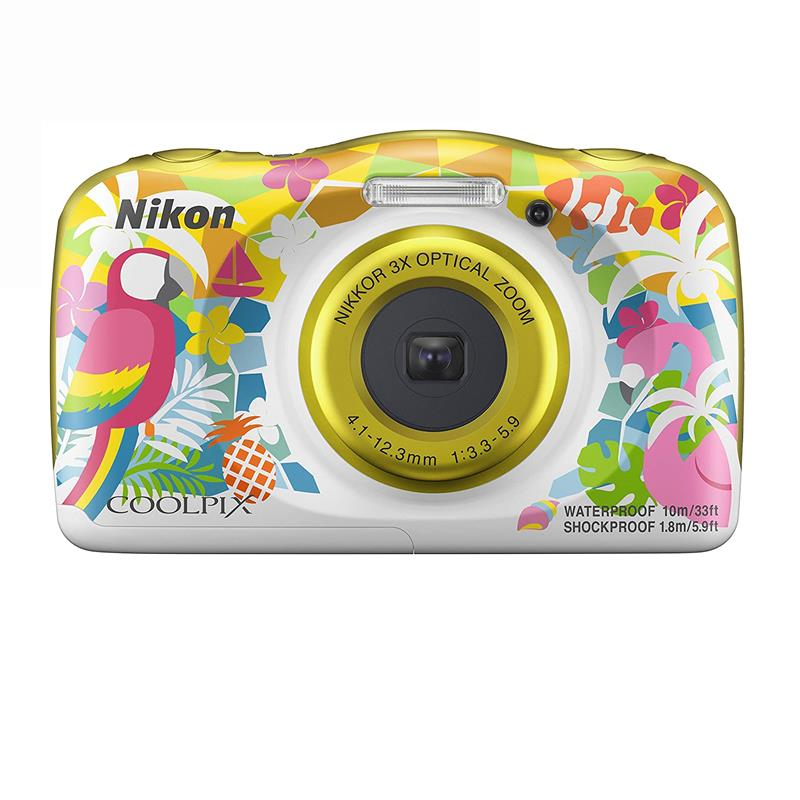 Nikon
NIKKOR 3X OPTICAL ZOOM
4.1-12.3mm 1:3.3-5.9
COOLPIX
WATERPROOF 10m/33ft
SHOCKPROOF 1.8m/5.9ft